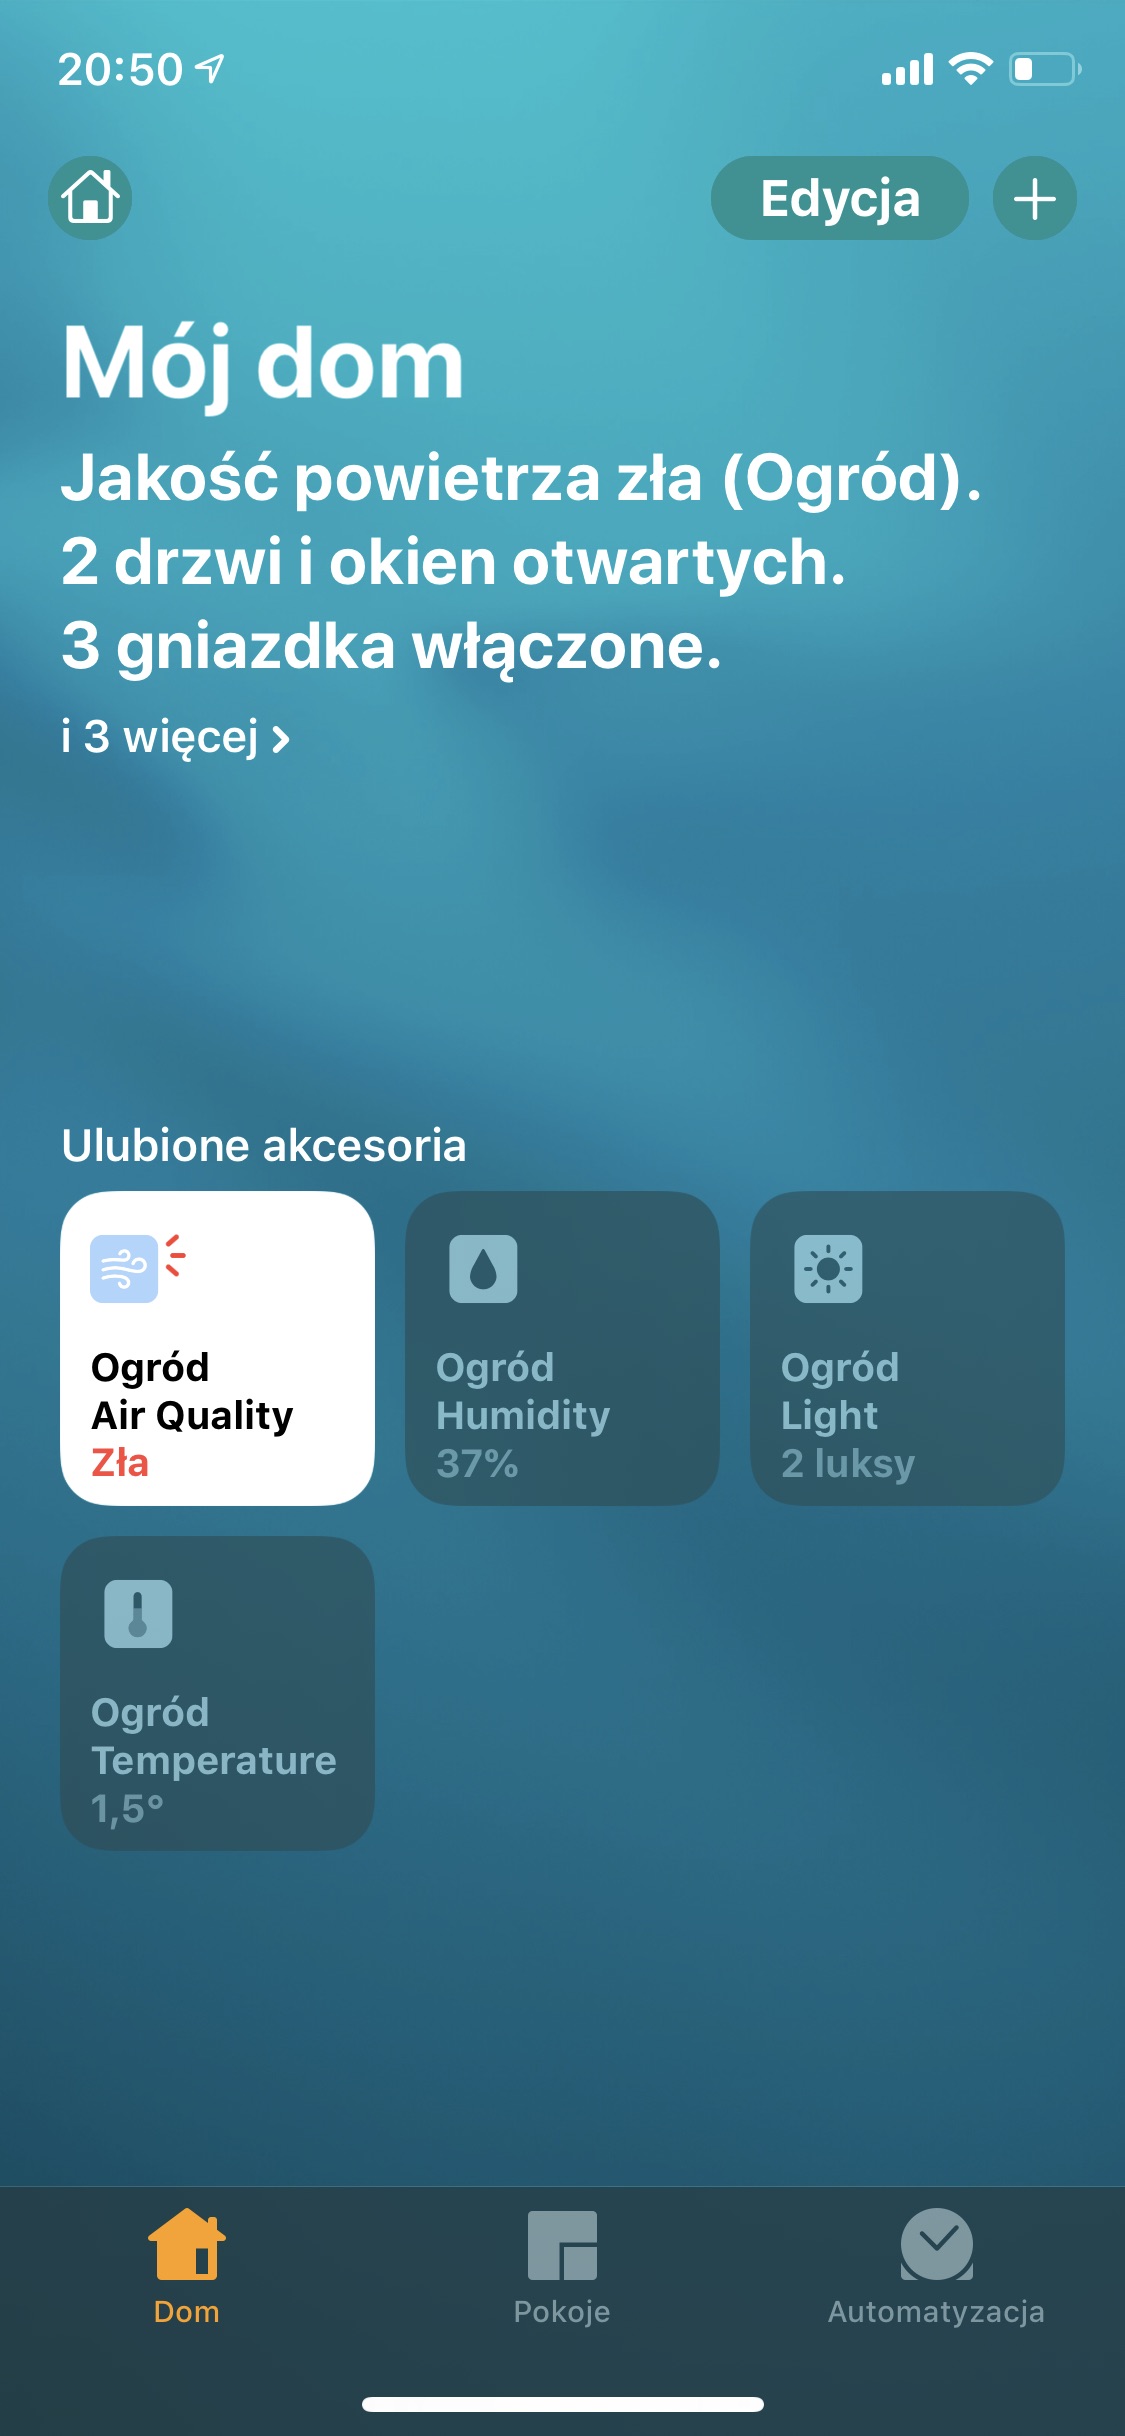 20:50
Edycja
Mój dom
Jakość powietrza zła (Ogród).
2 drzwi i okien otwartych.
3 gniazdka włączone.
i 3 więcej
Ulubione akcesoria
Ogród
Air Quality
Zła
Ogród
Humidity
37%
Ogród
Light
2 luksy
Ogród
Temperature
1,5°
Dom
Pokoje
Automatyzacja